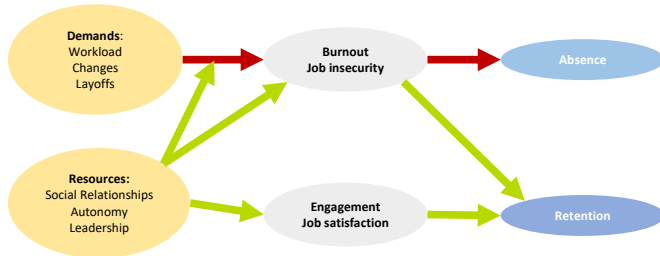 Demands:
Workload
Changes
Layoffs
Burnout
Job insecurity
Absence
Resources:
Social Relationships
Autonomy
Leadership
Engagement
Job satisfaction
Retention